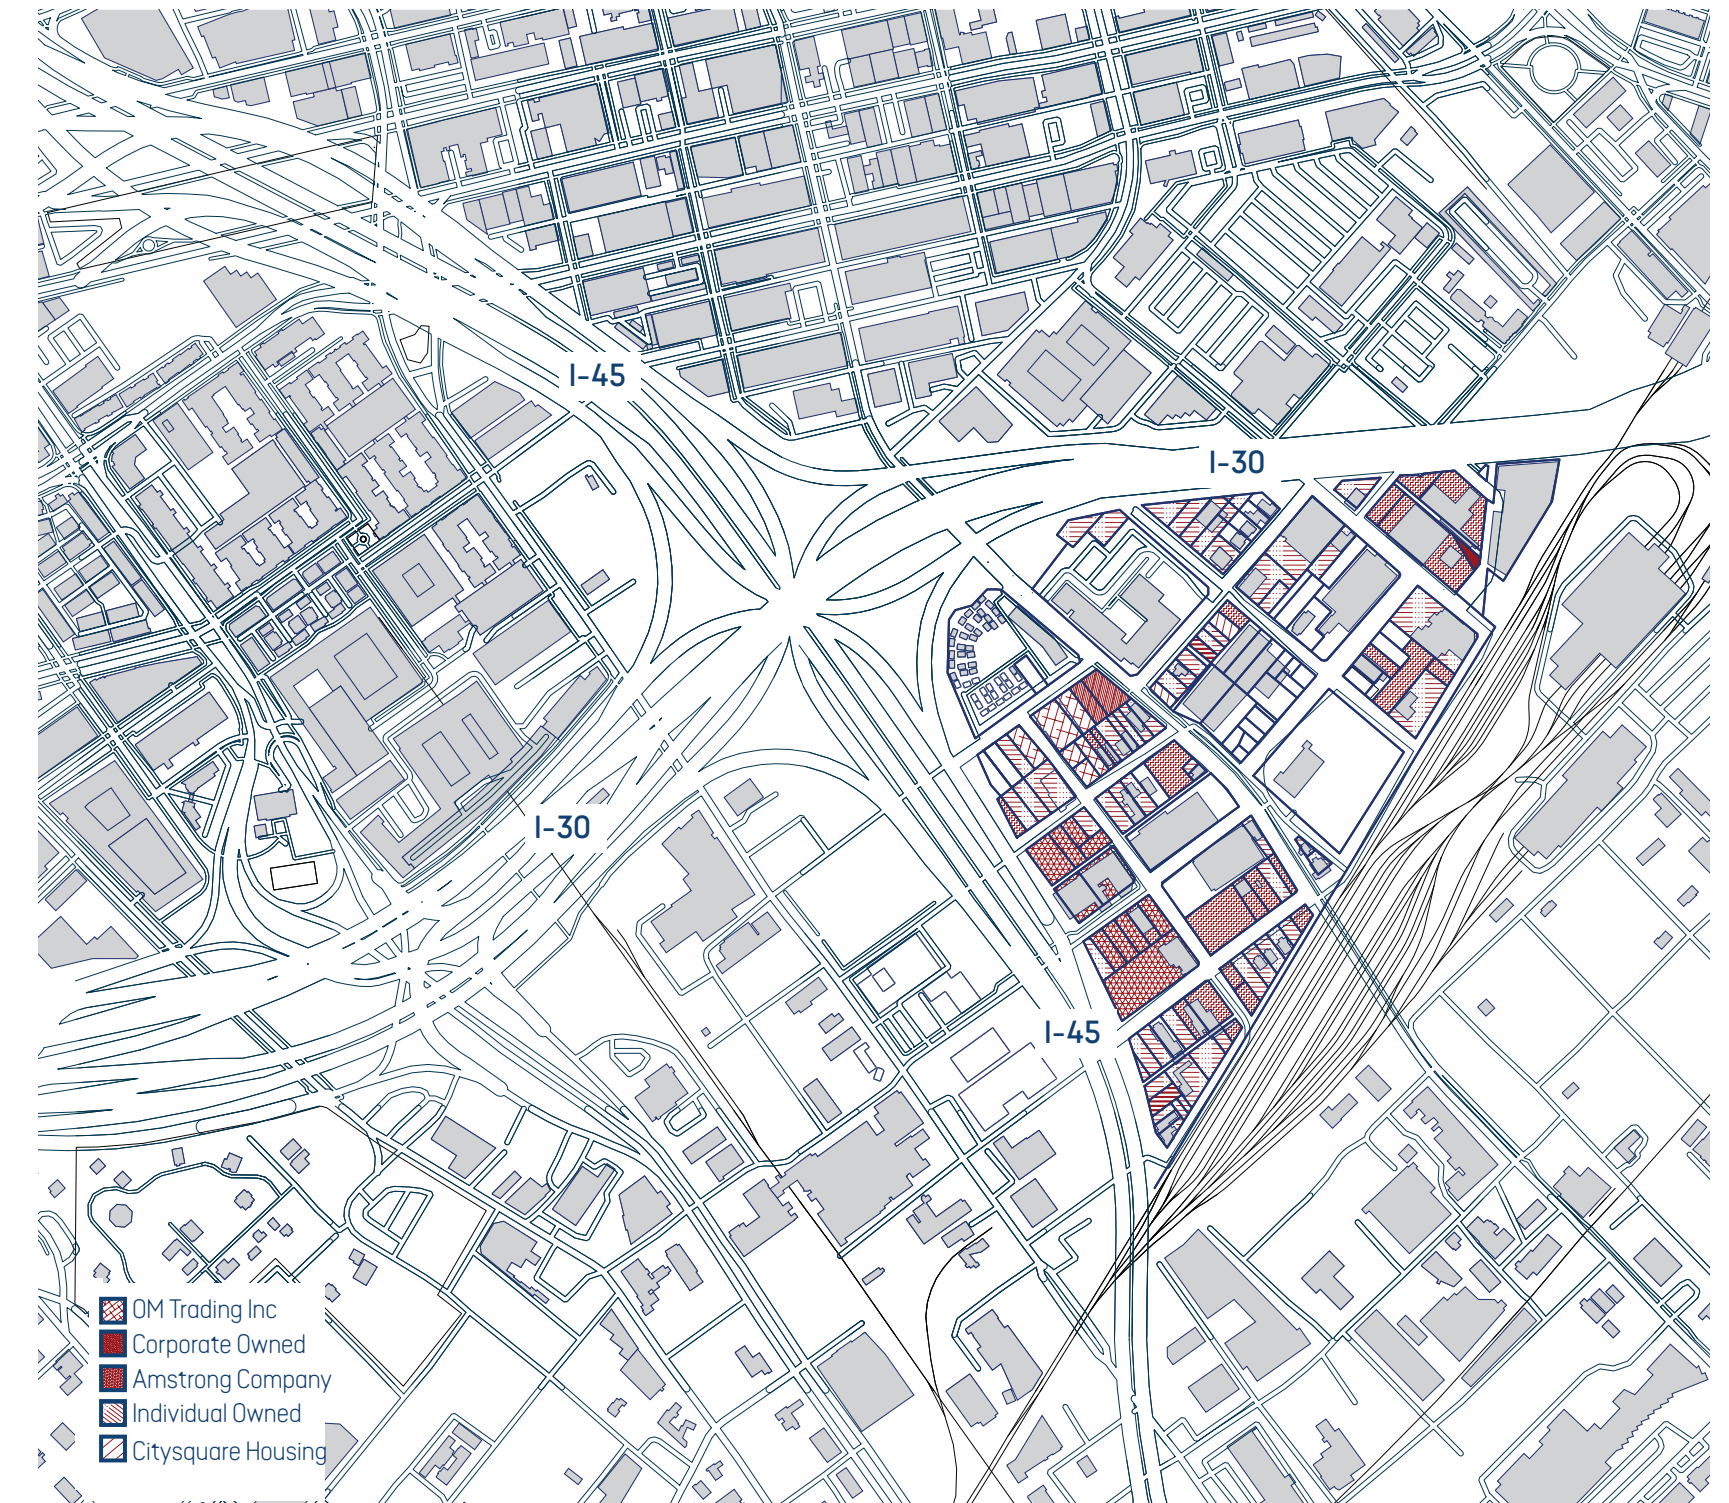 I-45
I-30
I-30
I-45
OM Trading Inc
Corporate Owned
Amstrong Company
Individual Owned
Citysquare Housing